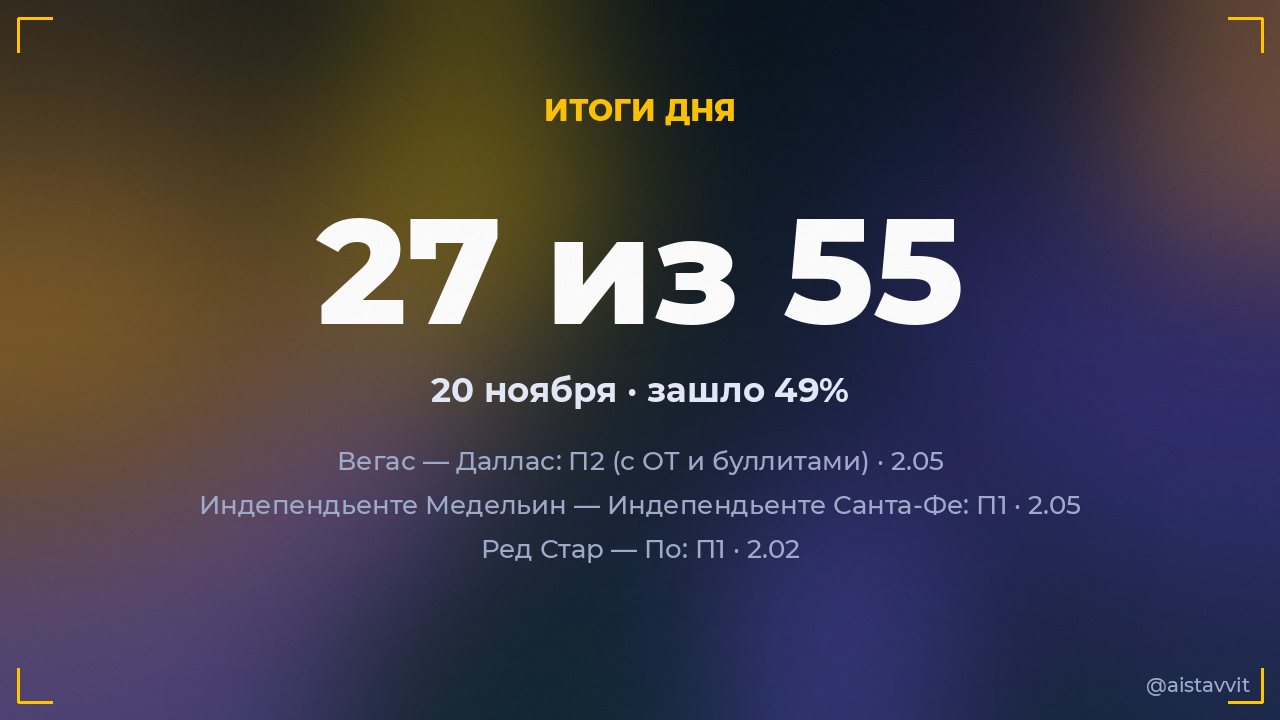 ИТОГИ ДНЯ
27 из 55
20 ноября · зашло 49%
Вегас — Даллас: П2 (с ОТ и буллитами) · 2.05
Индепендьенте Медельин — Индепендьенте Санта-Фе: П1 · 2.05
Ред Стар — По: П1 · 2.02
@aistavvit